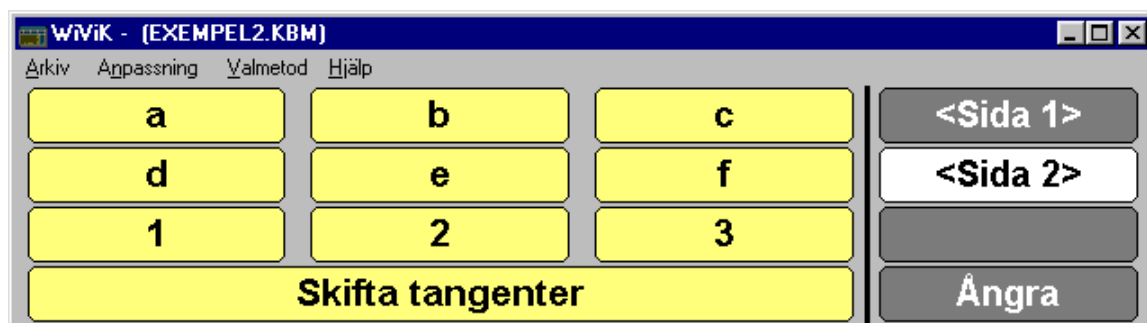 WiViK - (EXEMPEL2.KBM)
Arkiv Anpassning Valmetod Hjälp
a b c <Sida 1>
d e f <Sida 2>
1 2 3
Skifta tangenter Ångra